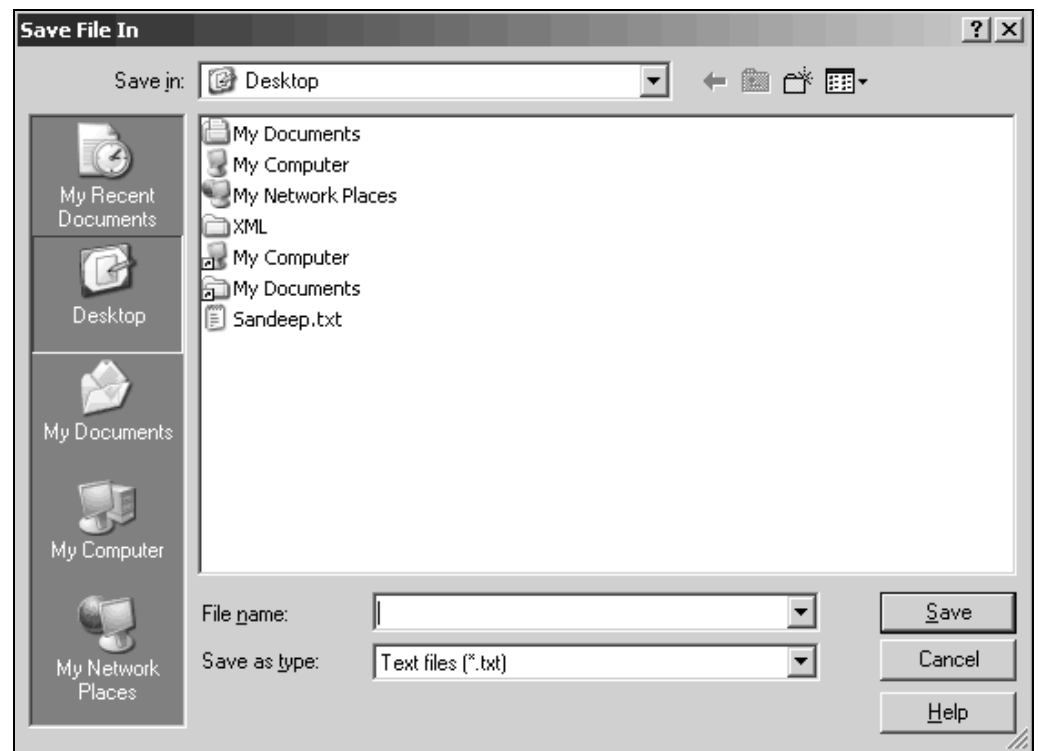 Save File In
Save in:
Desktop
My Recent
Documents
Desktop
My Documents
My Computer
My Network
Places
My Documents
My Computer
My Network Places
XML
My Computer
My Documents
Sandeep.txt
File name:
Save
Save as type:
Text files (*.txt)
Cancel
Help